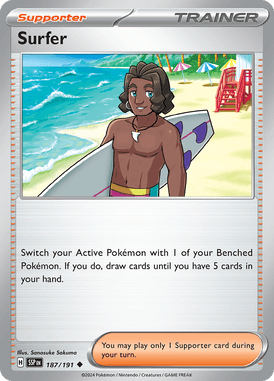 Supporter
TRAINER
Surfer
Switch your Active Pokémon with 1 of your Benched
Pokémon. If you do, draw cards until you have 5 cards in
your hand.
Illus. Sanosuke Sakuma
H SSP EN 187/191
You may play only 1 Supporter card during
your turn.
©2024 Pokémon / Nintendo / Creatures / GAME FREAK